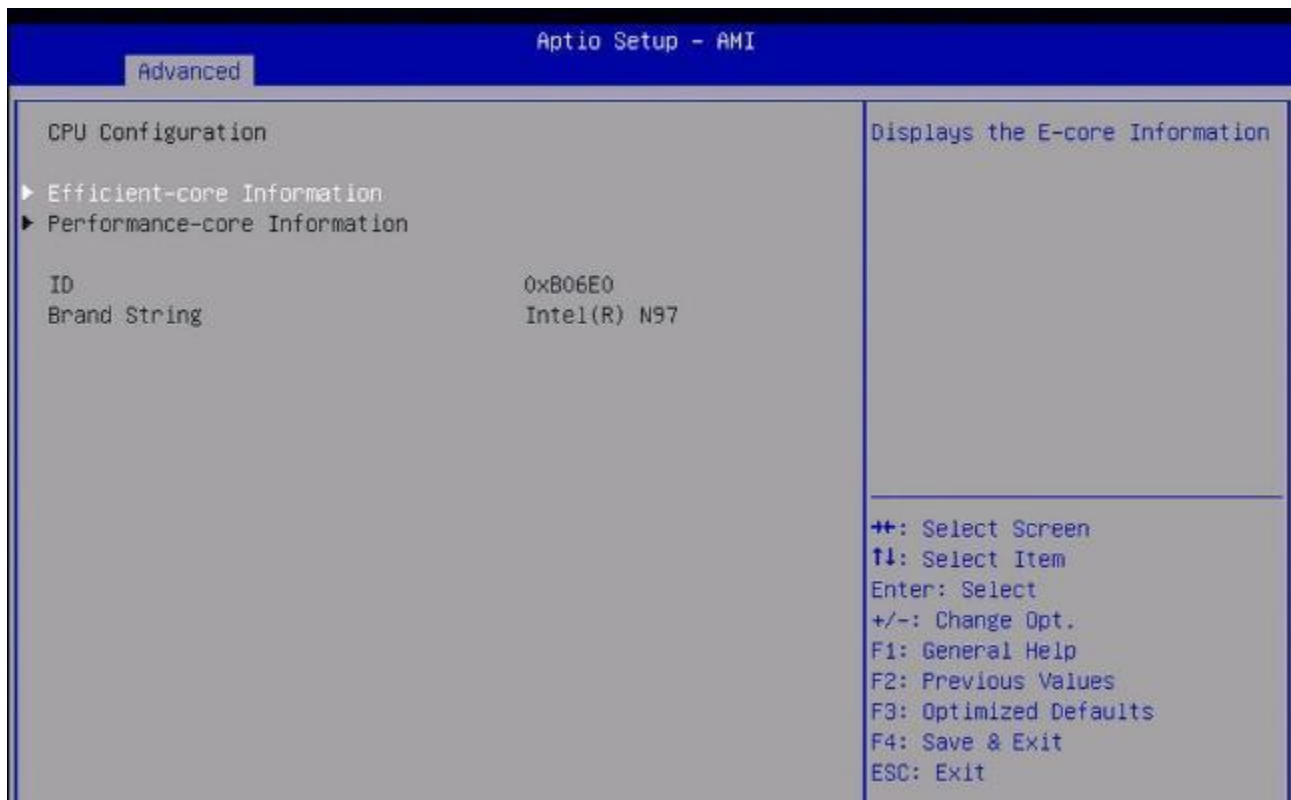 Aptio Setup - AMI
Advanced
CPU Configuration
Efficient-core Information
Performance-core Information
ID 0xB06E0
Brand String Intel(R) N97
Displays the E-core Information
→←: Select Screen
↑↓: Select Item
Enter: Select
+/-: Change Opt.
F1: General Help
F2: Previous Values
F3: Optimized Defaults
F4: Save & Exit
ESC: Exit